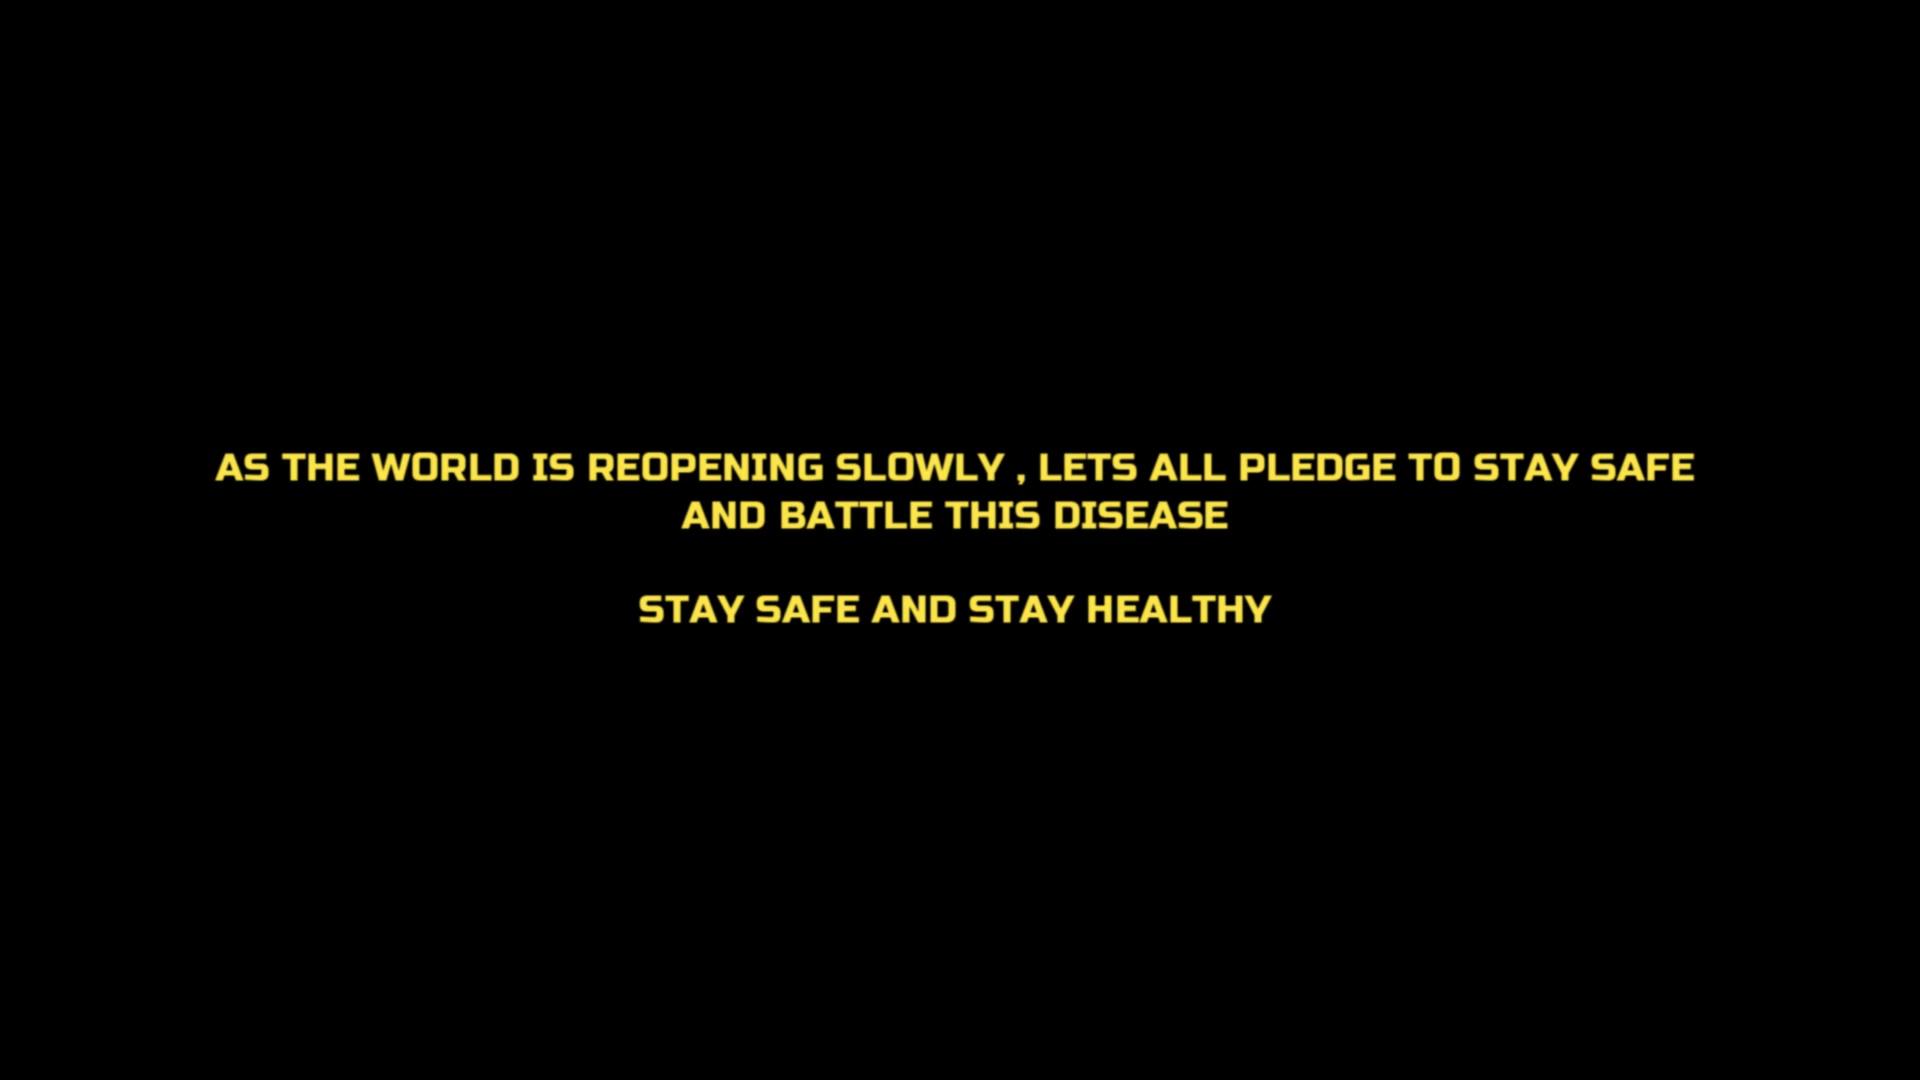 AS THE WORLD IS REOPENING SLOWLY , LETS ALL PLEDGE TO STAY SAFE
AND BATTLE THIS DISEASE
STAY SAFE AND STAY HEALTHY